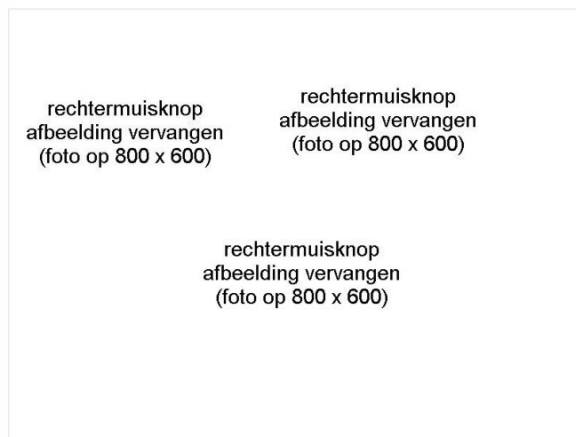 rechtermuisknop
afbeelding vervangen
(foto op 800 x 600)
rechtermuisknop
afbeelding vervangen
(foto op 800 x 600)
rechtermuisknop
afbeelding vervangen
(foto op 800 x 600)